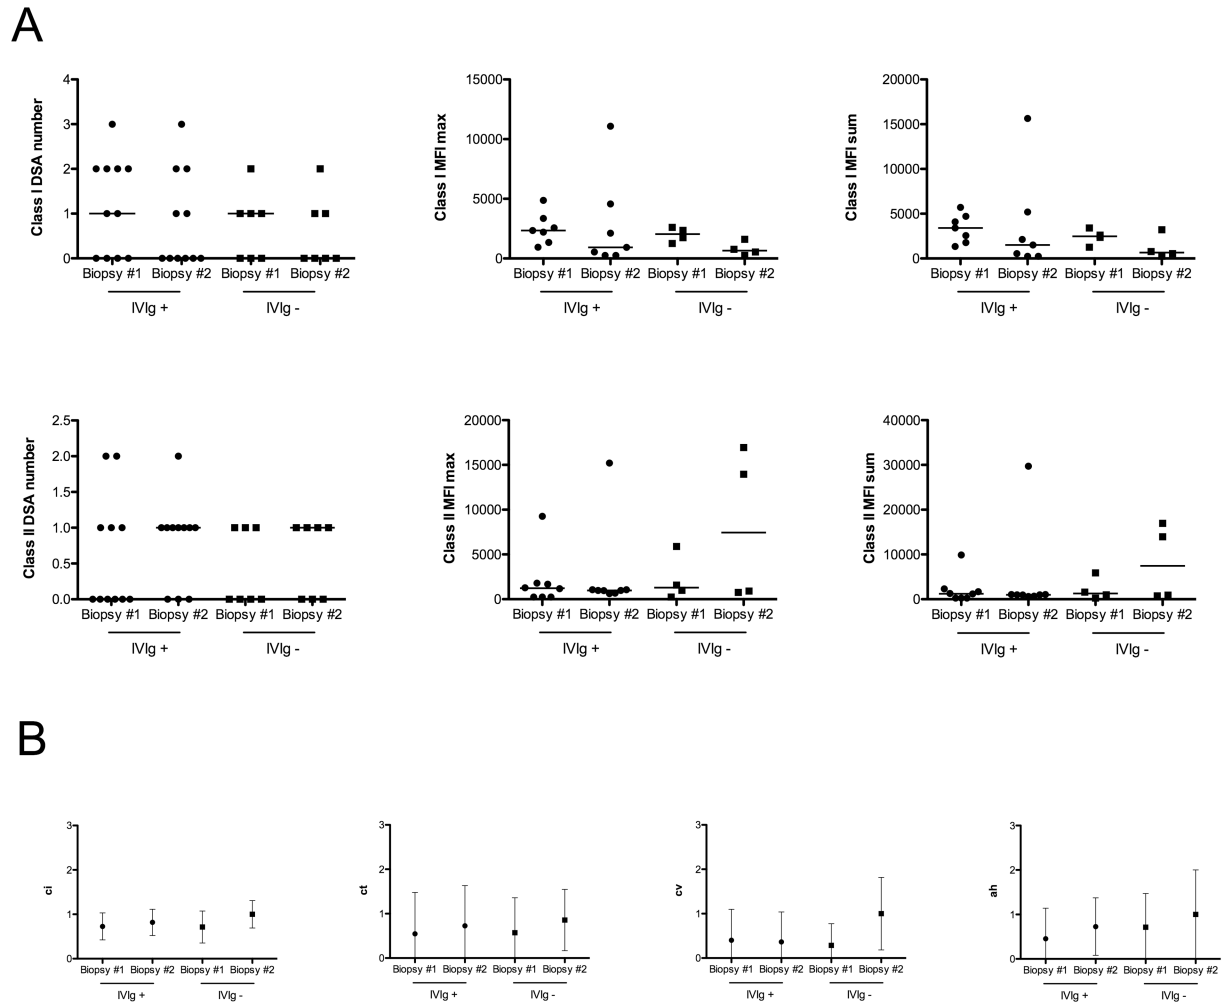 A
Class I DSA number
4
3
2
1
0
Biopsy #1 Biopsy #2 Biopsy #1 Biopsy #2
IVIg + IVIg -
Class I MFI max
15000
10000
5000
0
Biopsy #1 Biopsy #2 Biopsy #1 Biopsy #2
IVIg + IVIg -
Class I MFI sum
20000
15000
10000
5000
0
Biopsy #1 Biopsy #2 Biopsy #1 Biopsy #2
IVIg + IVIg -
Class II DSA number
2.5
2.0
1.5
1.0
0.5
0.0
Biopsy #1 Biopsy #2 Biopsy #1 Biopsy #2
IVIg + IVIg -
Class II MFI max
20000
15000
10000
5000
0
Biopsy #1 Biopsy #2 Biopsy #1 Biopsy #2
IVIg + IVIg -
Class II MFI sum
40000
30000
20000
10000
0
Biopsy #1 Biopsy #2 Biopsy #1 Biopsy #2
IVIg + IVIg -
B
ci
3
2
1
0
Biopsy #1 Biopsy #2 Biopsy #1 Biopsy #2
IVIg + IVIg -
ct
3
2
1
0
Biopsy #1 Biopsy #2 Biopsy #1 Biopsy #2
IVIg + IVIg -
cv
3
2
1
0
Biopsy #1 Biopsy #2 Biopsy #1 Biopsy #2
IVIg + IVIg -
ah
3
2
1
0
Biopsy #1 Biopsy #2 Biopsy #1 Biopsy #2
IVIg + IVIg -